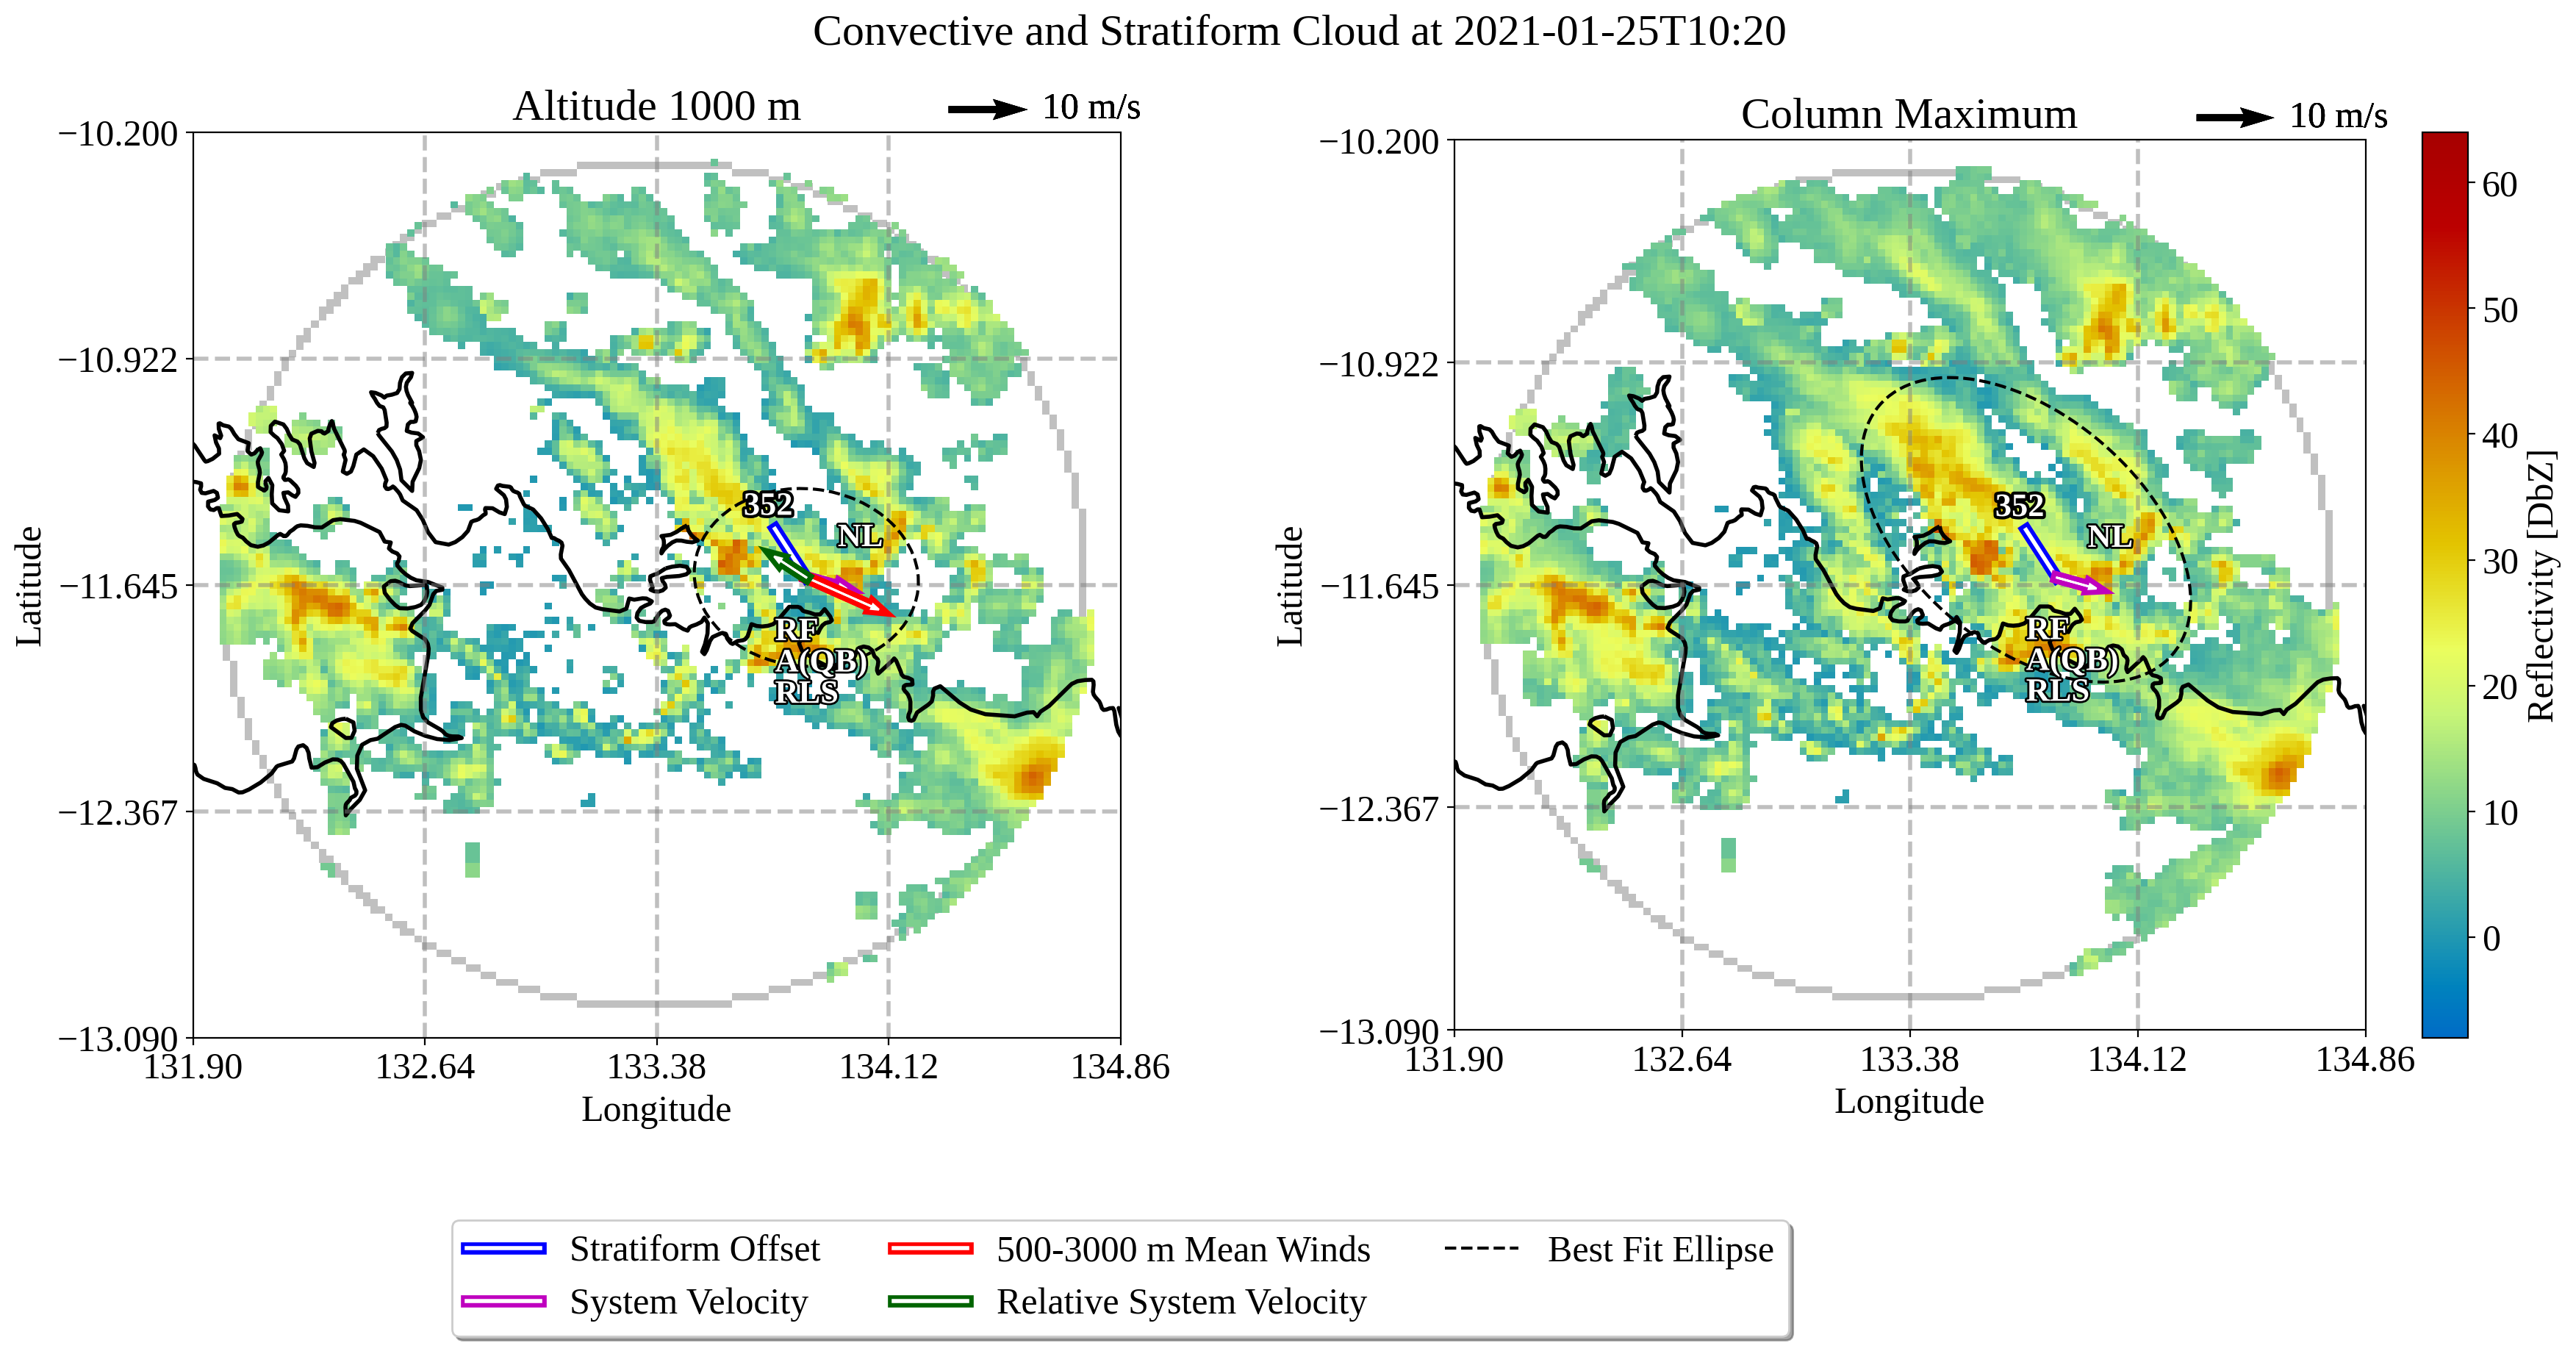 Convective and Stratiform Cloud at 2021-01-25T10:20
Altitude 1000 m
10 m/s
Column Maximum
10 m/s
−10.200
−10.922
−11.645
−12.367
−13.090
131.90
132.64
133.38
134.12
134.86
Latitude
Longitude
352
NL
RF
A(QB)
RLS
−10.200
−10.922
−11.645
−12.367
−13.090
131.90
132.64
133.38
134.12
134.86
Latitude
Longitude
352
NL
RF
A(QB)
RLS
60
50
40
30
20
10
0
Reflectivity [DbZ]
Stratiform Offset
System Velocity
500-3000 m Mean Winds
Relative System Velocity
Best Fit Ellipse